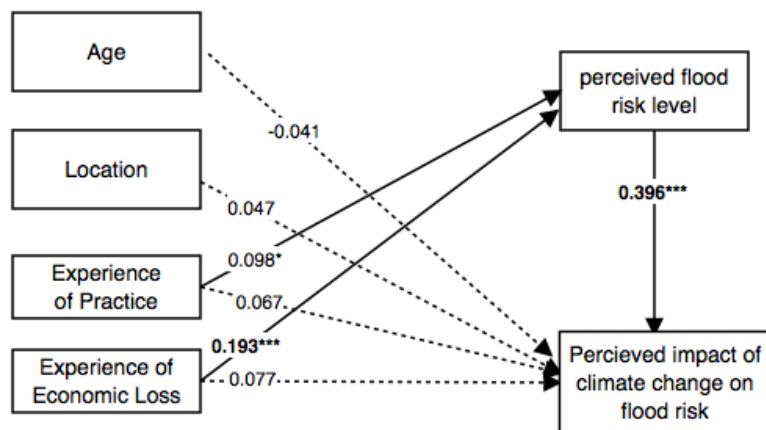 Age
perceived flood
risk level
-0.041
Location
0.396***
0.047
0.098*
Experience
of Practice
0.067
0.193***
Experience of
Economic Loss
0.077
Percieved impact of
climate change on
flood risk